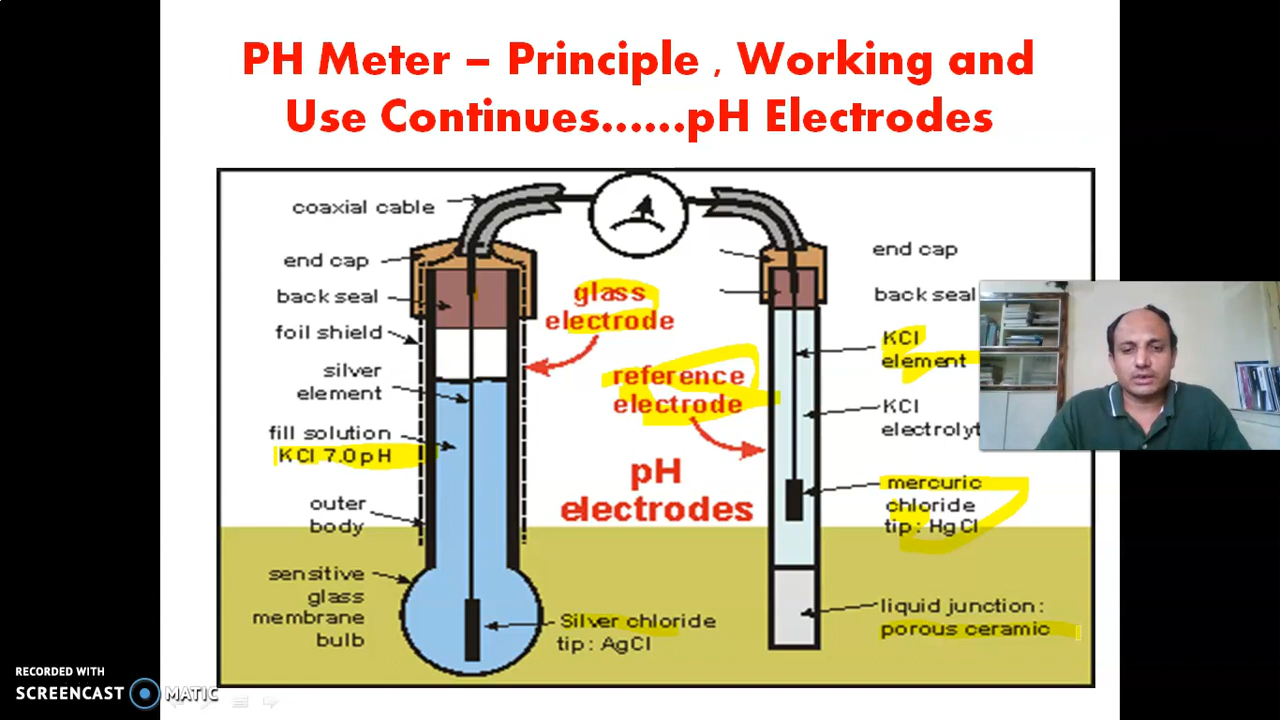 PH Meter – Principle , Working and
Use Continues......pH Electrodes
coaxial cable
end cap
back seal
foil shield
silver
element
fill solution
KCl 7.0 pH
outer
body
sensitive
glass
membrane
bulb
glass
electrode
reference
electrode
pH
electrodes
Silver chloride
tip: AgCl
end cap
back seal
KCl
element
KCl
electrolyt
mercuric
chloride
tip: HgCl
liquid junction:
porous ceramic
RECORDED WITH
SCREENCAST MATIC